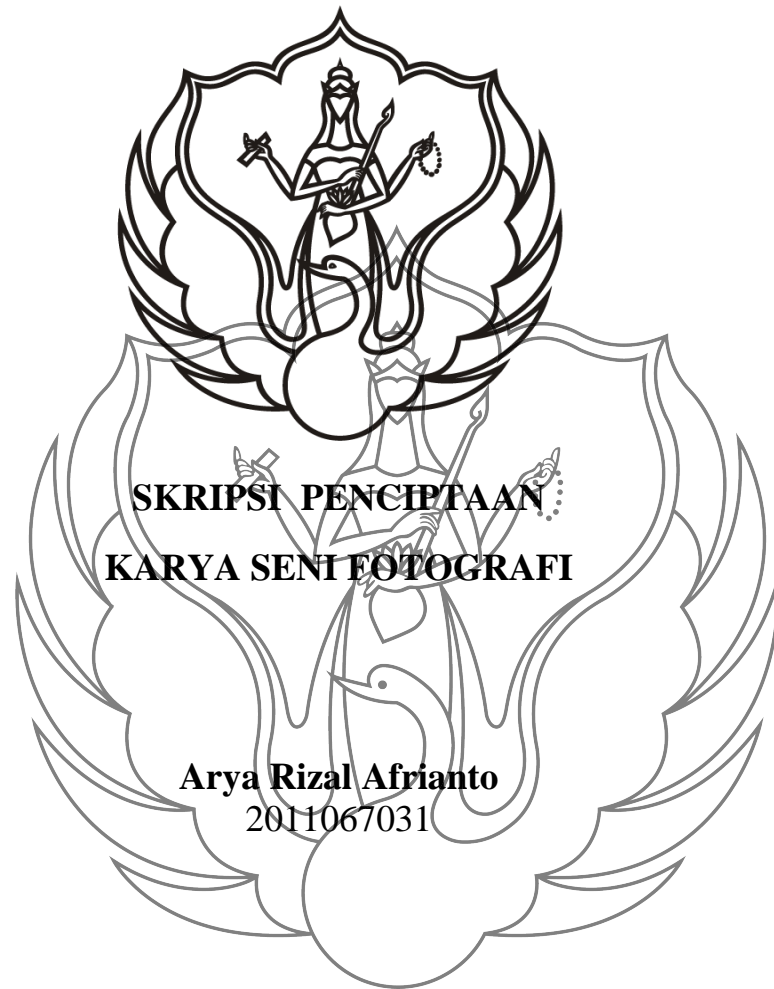 SKRIPSI PENCIPTAAN
KARYA SENI FOTOGRAFI
Arya Rizal Afrianto
2011067031